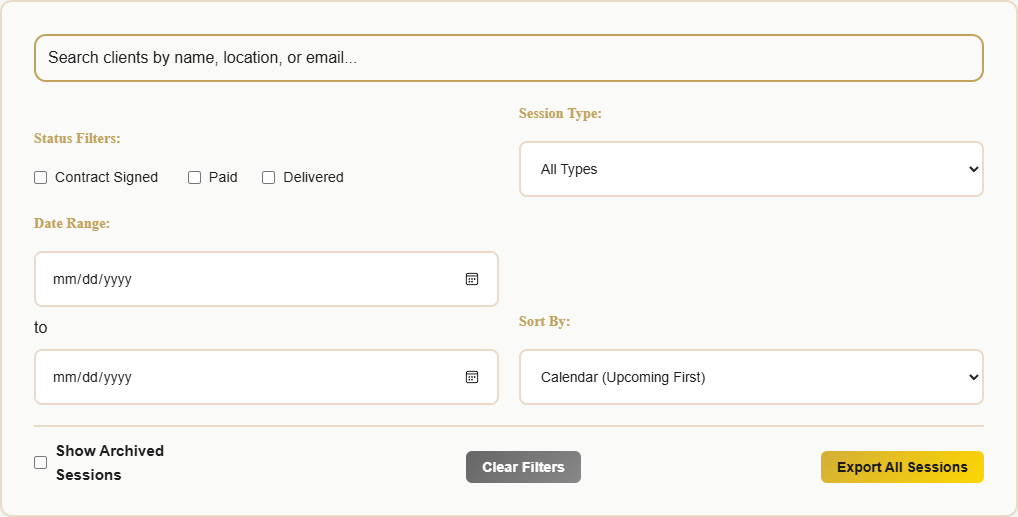 Search clients by name, location, or email...
Status Filters:
Contract Signed Paid Delivered
Session Type:
All Types
Date Range:
mm/dd/yyyy
to
mm/dd/yyyy
Sort By:
Calendar (Upcoming First)
Show Archived
Sessions
Clear Filters
Export All Sessions